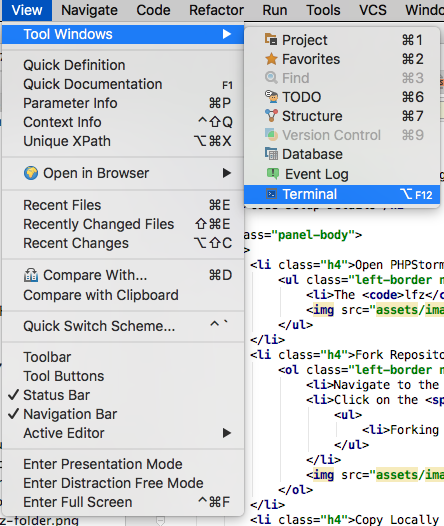 View Navigate Code Refactor Run Tools VCS Windo
Tool Windows
Quick Definition
Quick Documentation F1
Parameter Info ⌘P
Context Info ^⇧Q
Unique XPath ⌥⌘X
Open in Browser
Recent Files ⌘E
Recently Changed Files ⇧⌘E
Recent Changes ⌥⇧C
Compare With... ⌘D
Compare with Clipboard
Quick Switch Scheme... ^`
Toolbar
Tool Buttons
✓ Status Bar
✓ Navigation Bar
Active Editor
Enter Presentation Mode
Enter Distraction Free Mode
Enter Full Screen ^⌘F
z-folder.png
Project ⌘1
Favorites ⌘2
Find ⌘3
TODO ⌘6
Structure ⌘7
Version Control ⌘9
Database
Event Log
Terminal ⌥F12
ass="panel-body">
>
<li class="h4">Open PHPStorm
<ul class="left-border n
<li>The <code>lfz</c
<img src="assets/ima
</ul>
</li>
<li class="h4">Fork Reposito
<ol class="left-border n
<li>Navigate to the
<li>Click on the <sp
<ul>
<li>Forking
</ul>
</li>
<img src="assets/ima
</ol>
</li>
<li class="h4">Copy Locally